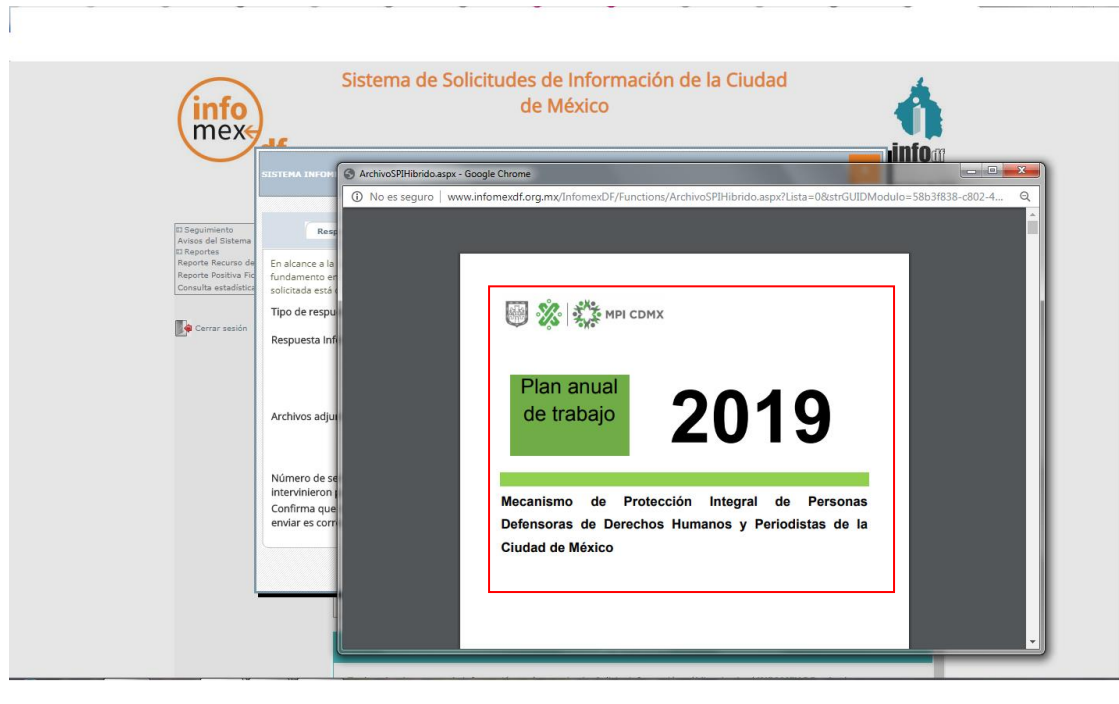 Sistema de Solicitudes de Información de la Ciudad
de México
info
mex
df
info df
SISTEMA INFOM
ArchivoSPIHibrido.aspx - Google Chrome
No es seguro | www.infomexdf.org.mx/InfomexDF/Functions/ArchivoSPIHibrido.aspx?Lista=0&strGUIDModulo=58b3f838-c802-4...
Seguimiento
Avisos del Sistema
Reportes
Reporte Recurso de
Reporte Positiva Fic
Consulta estadística
Cerrar sesión
En alcance a la
fundamento en
solicitada está
Tipo de respu
Respuesta Inf
Archivos adju
Número de se
intervinieron
Confirma que
enviar es corr
MPI CDMX
Plan anual
de trabajo
2019
Mecanismo de Protección Integral de Personas
Defensoras de Derechos Humanos y Periodistas de la
Ciudad de México